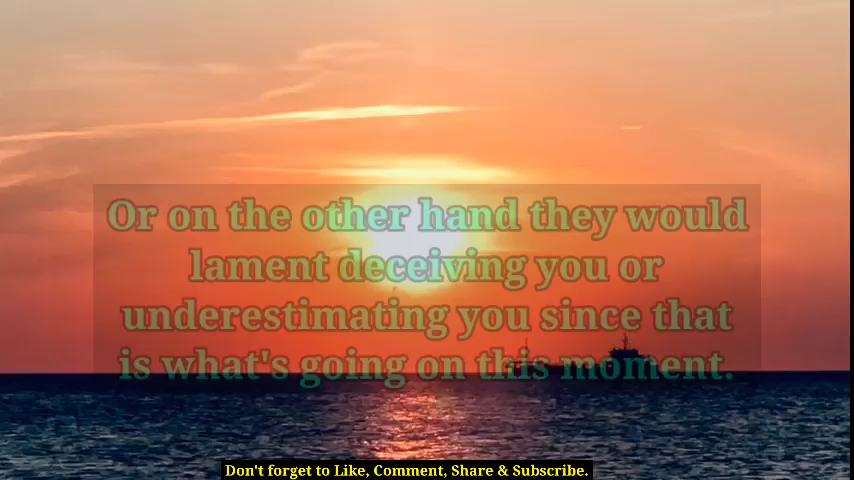 Or on the other hand they would
lament deceiving you or
underestimating you since that
is what's going on this moment.
Don't forget to Like, Comment, Share & Subscribe.